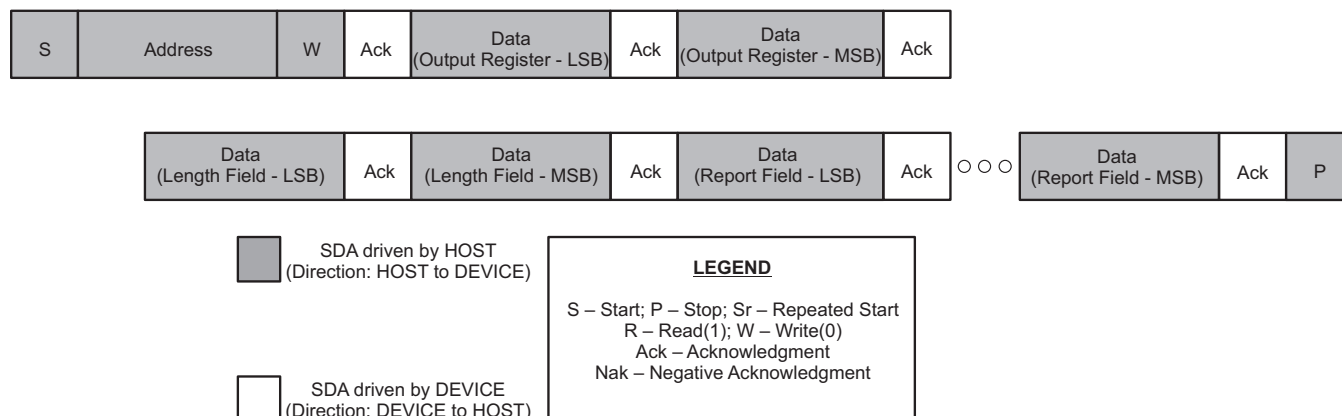 S Address W Ack Data (Output Register - LSB) Ack Data (Output Register - MSB) Ack
Data (Length Field - LSB) Ack Data (Length Field - MSB) Ack Data (Report Field - LSB) Ack Data (Report Field - MSB) Ack P
SDA driven by HOST
(Direction: HOST to DEVICE)
LEGEND
S – Start; P – Stop; Sr – Repeated Start
R – Read(1); W – Write(0)
Ack – Acknowledgment
Nak – Negative Acknowledgment
SDA driven by DEVICE
(Direction: DEVICE to HOST)